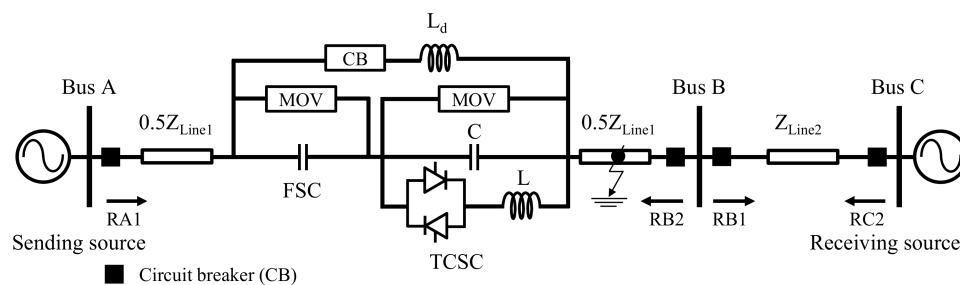 L_d
CB
Bus A
MOV
MOV
Bus B
Bus C
0.5Z_Line1
C
0.5Z_Line1
Z_Line2
FSC
L
RA1
RB2
RB1
RC2
Sending source
TCSC
Receiving source
Circuit breaker (CB)